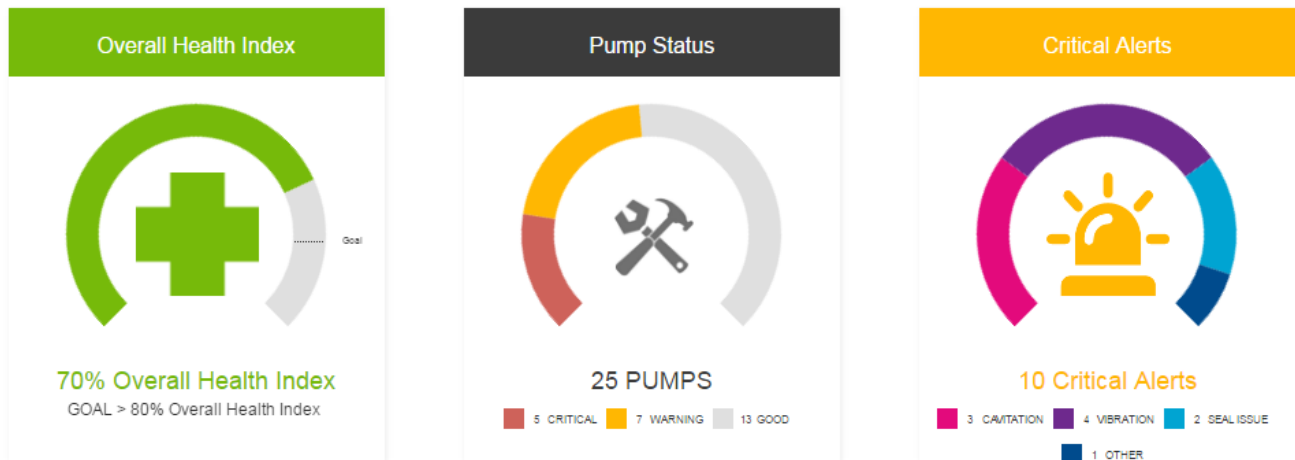 Overall Health Index
Goal
70% Overall Health Index
GOAL > 80% Overall Health Index
Pump Status
25 PUMPS
5 CRITICAL 7 WARNING 13 GOOD
Critical Alerts
10 Critical Alerts
3 CAVITATION 4 VIBRATION 2 SEAL ISSUE
1 OTHER